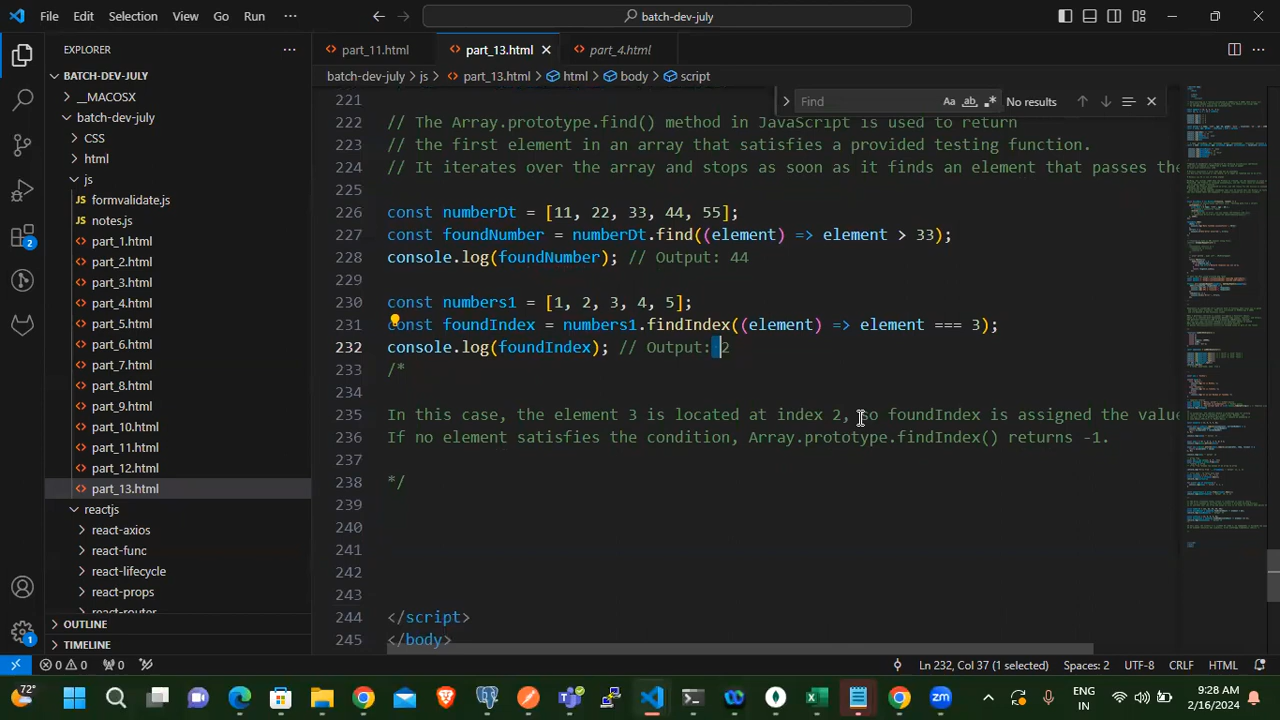 File Edit Selection View Go Run ··· batch-dev-july
EXPLORER ···
part_11.html part_13.html part_4.html
BATCH-DEV-JULY
batch-dev-july > js > part_13.html > html > body > script
__MACOSX
batch-dev-july
CSS
html
js
formvalidate.js
notes.js
part_1.html
part_2.html
part_3.html
part_4.html
part_5.html
part_6.html
part_7.html
part_8.html
part_9.html
part_10.html
part_11.html
part_12.html
part_13.html
reactjs
react-axios
react-func
react-lifecycle
react-props
react-router
OUTLINE
TIMELINE
Find Aa ab .* No results
221
222 // The Array.prototype.find() method in JavaScript is used to return
223 // the first element in an array that satisfies a provided testing function.
224 // It iterates over the array and stops as soon as it finds an element that passes the
225
226 const numberDt = [11, 22, 33, 44, 55];
227 const foundNumber = numberDt.find((element) => element > 33);
228 console.log(foundNumber); // Output: 44
229
230 const numbers1 = [1, 2, 3, 4, 5];
231 const foundIndex = numbers1.findIndex((element) => element === 3);
232 console.log(foundIndex); // Output: 2
233 /*
234
235 In this case, the element 3 is located at index 2, so foundIndex is assigned the value
236 If no element satisfies the condition, Array.prototype.findIndex() returns -1.
237
238 */
239
240
241
242
243
244 </script>
245 </body>
2
1
0 0 0 Ln 232, Col 37 (1 selected) Spaces: 2 UTF-8 CRLF HTML
72° ENG IN 9:28 AM 2/16/2024
zm